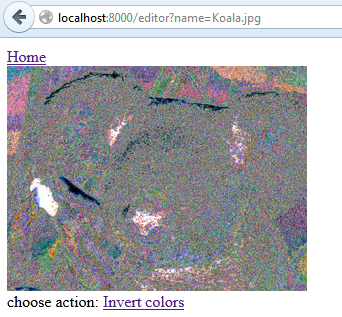 localhost:8000/editor?name=Koala.jpg
Home
choose action: Invert colors